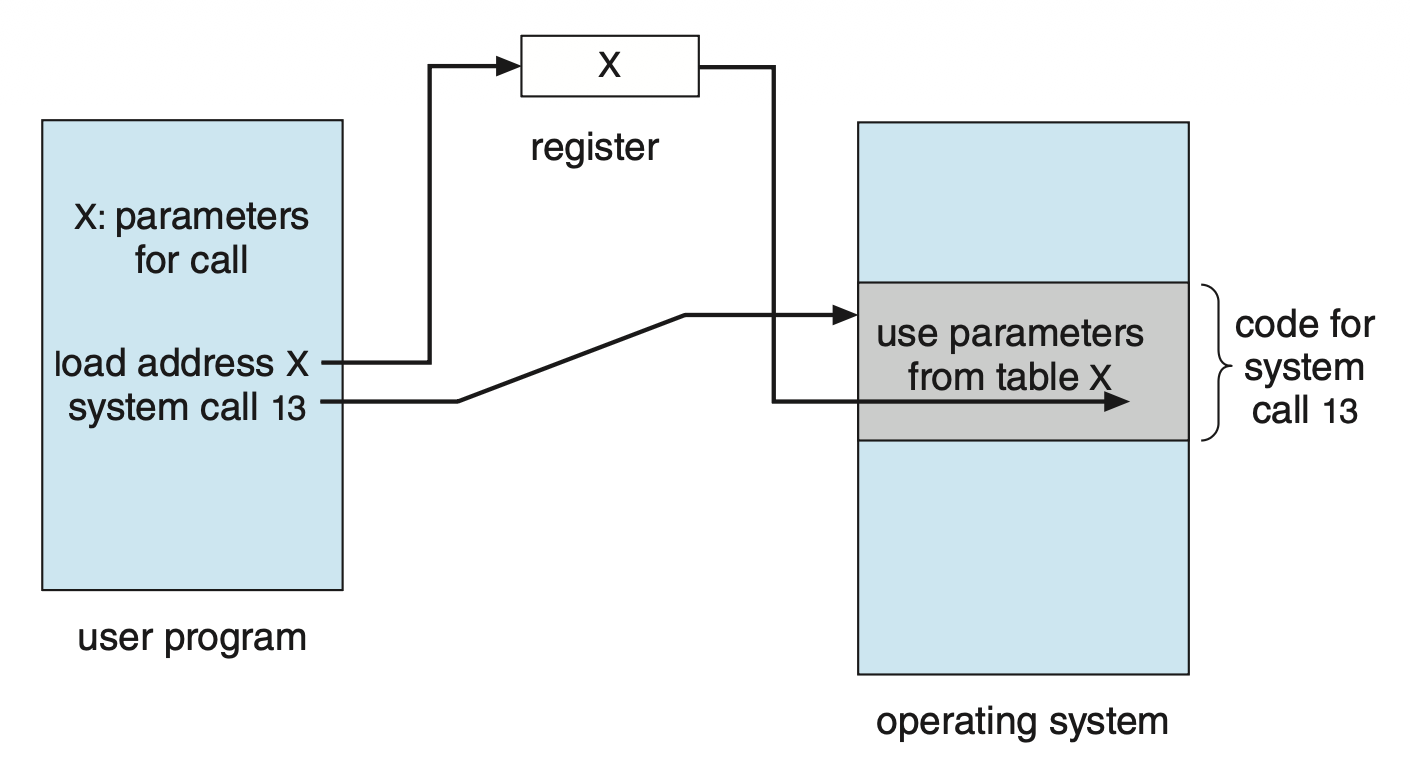 X
register
X: parameters
for call
load address X
system call 13
user program
use parameters
from table X
code for
system
call 13
operating system